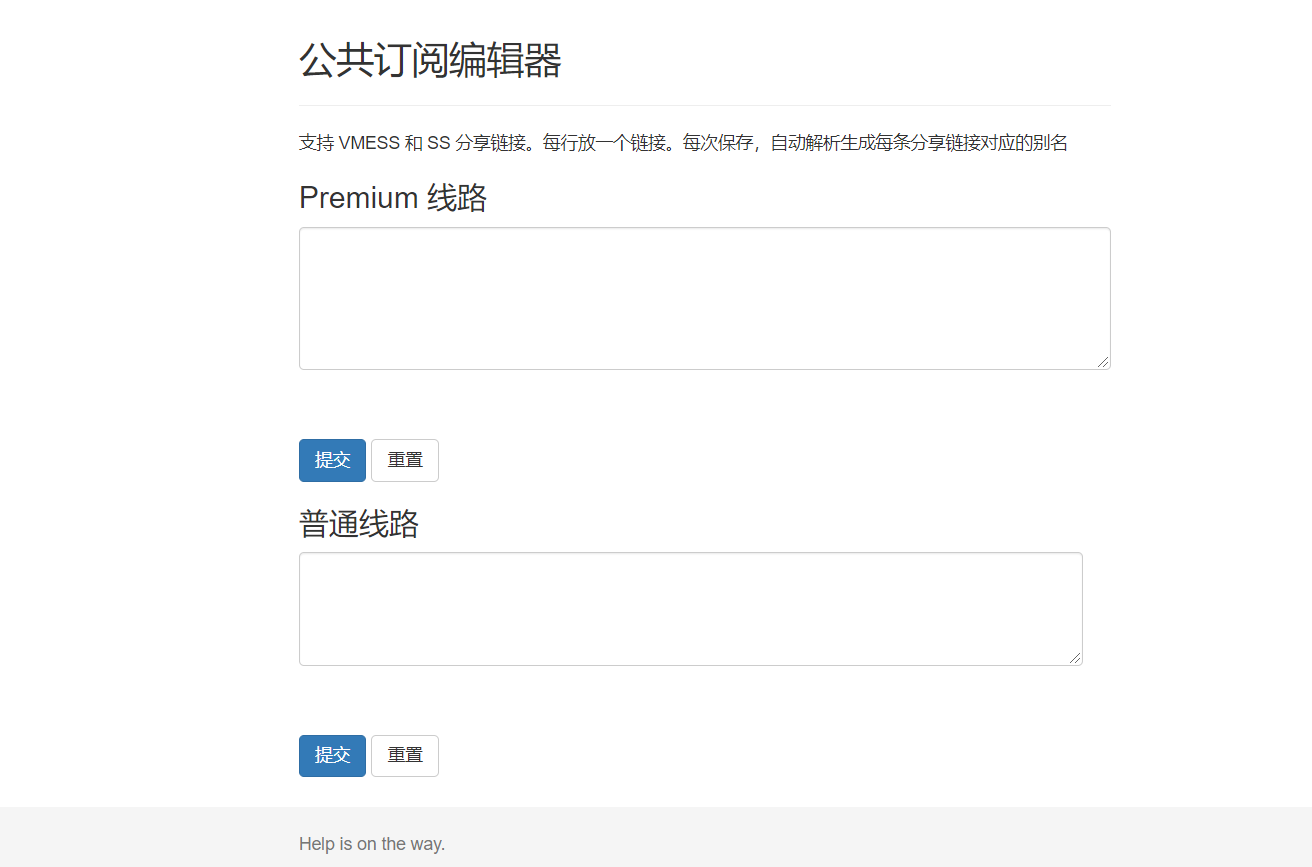 公共订阅编辑器
支持 VMESS 和 SS 分享链接。每行放一个链接。每次保存，自动解析生成每条分享链接对应的别名
Premium 线路
提交 重置
普通线路
提交 重置
Help is on the way.